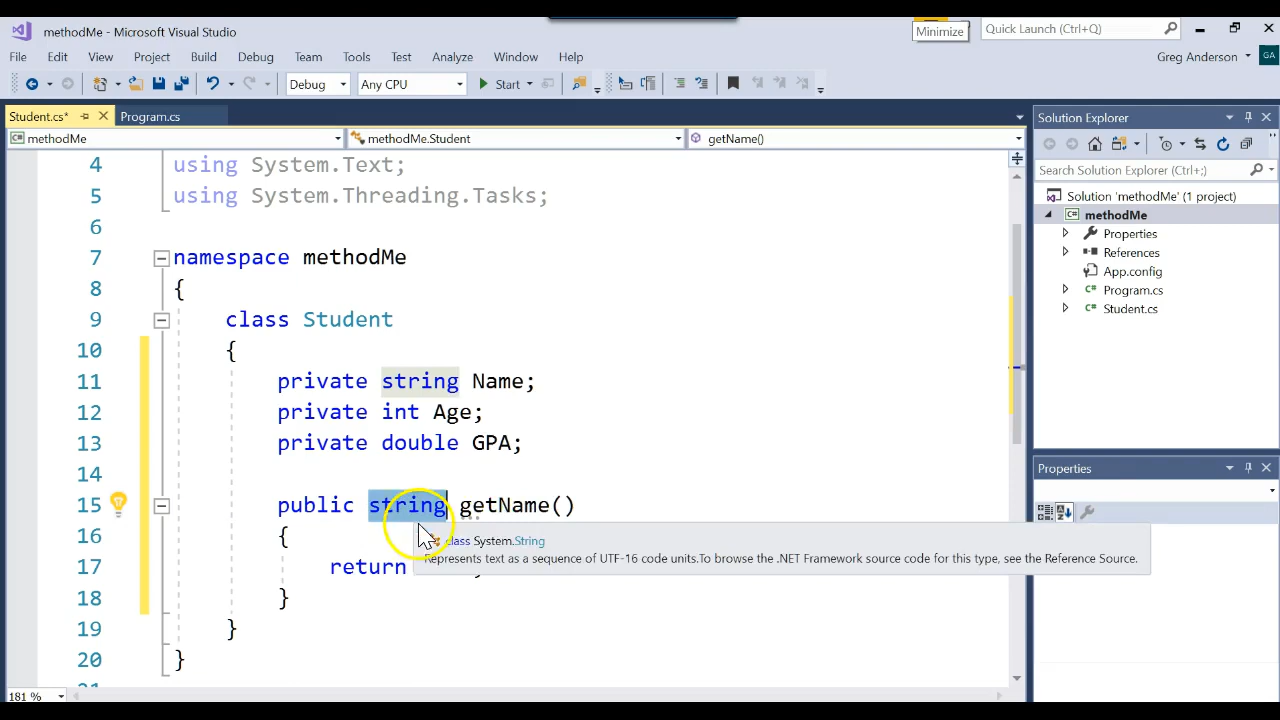 methodMe - Microsoft Visual Studio
Minimize
Quick Launch (Ctrl+Q)
File Edit View Project Build Debug Team Tools Test Analyze Window Help
Greg Anderson
GA
Debug Any CPU Start
Student.cs* Program.cs
methodMe methodMe.Student getName()
4 using System.Text;
5 using System.Threading.Tasks;
6
7 namespace methodMe
8 {
9 class Student
10 {
11 private string Name;
12 private int Age;
13 private double GPA;
14
15 public string getName()
16 {
class System.String
Represents text as a sequence of UTF-16 code units.To browse the .NET Framework source code for this type, see the Reference Source.
17 return
18 }
19 }
20 }
181 %
Solution Explorer
Search Solution Explorer (Ctrl+;)
Solution 'methodMe' (1 project)
methodMe
Properties
References
App.config
Program.cs
Student.cs
Properties